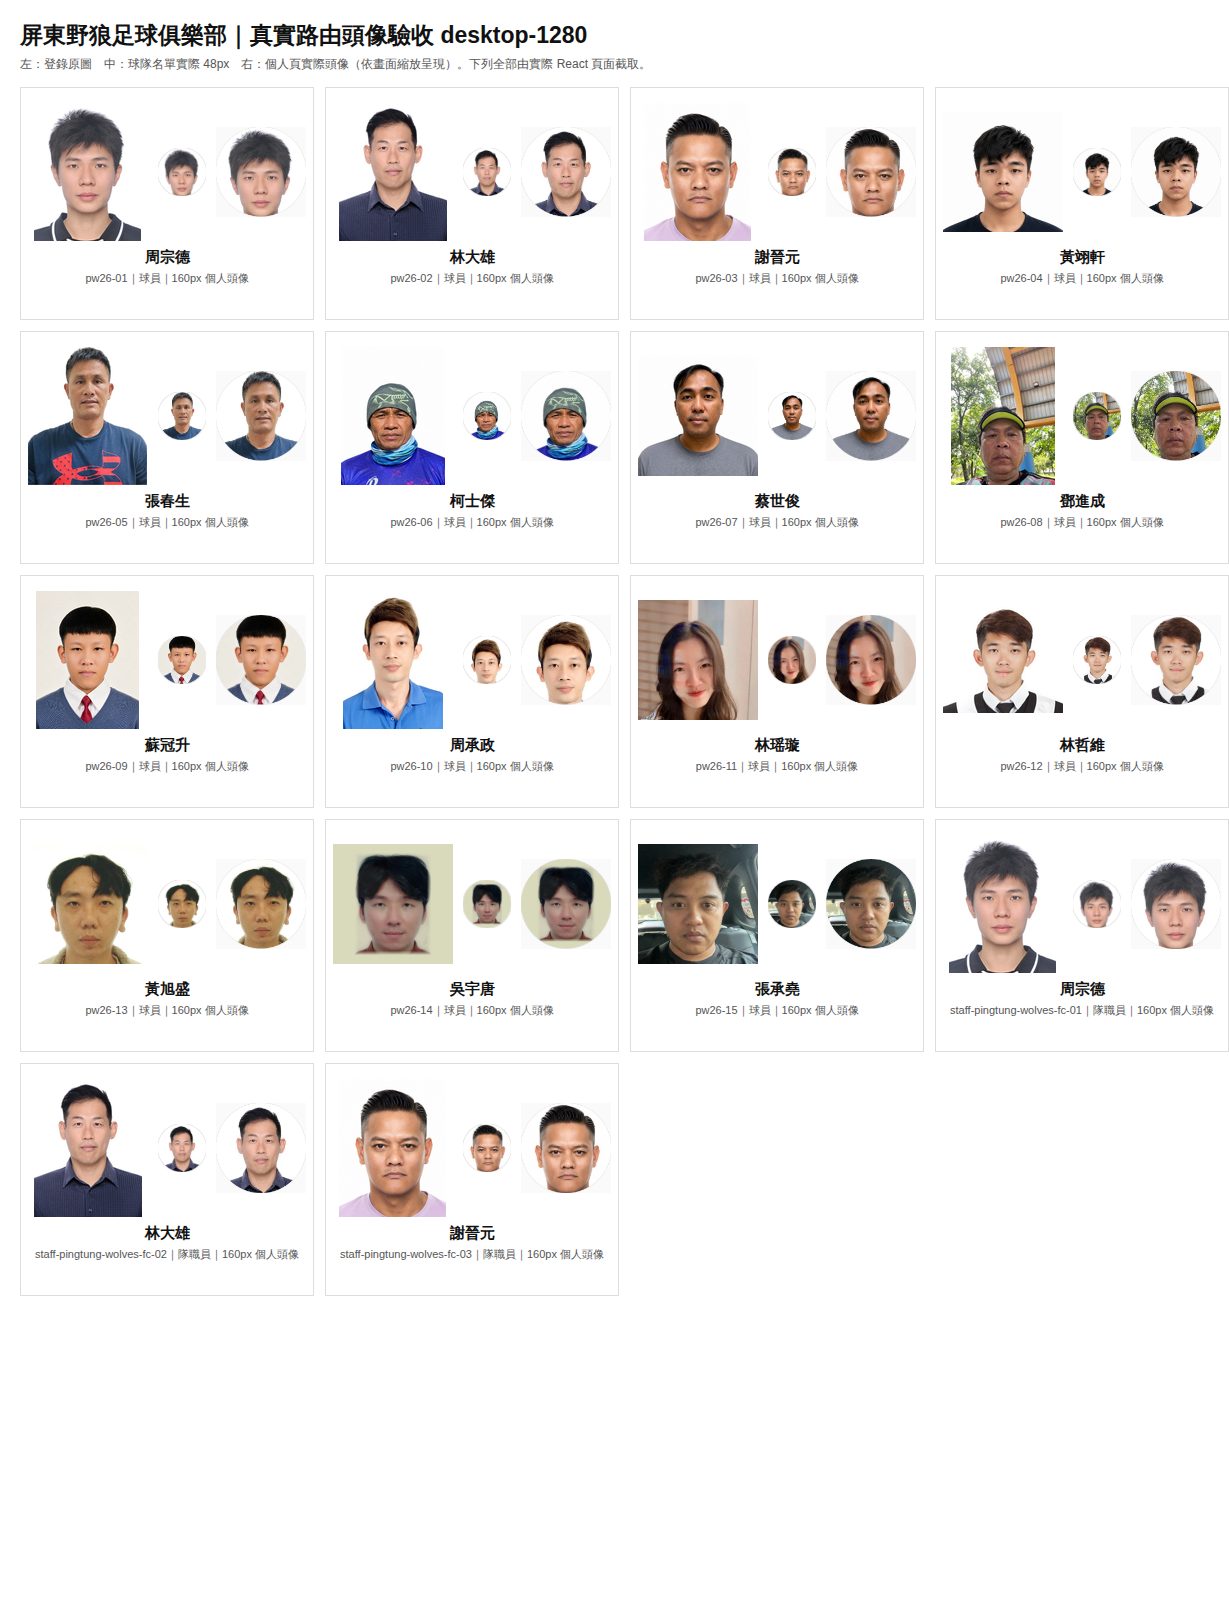 屏東野狼足球俱樂部｜真實路由頭像驗收 desktop-1280
左：登錄原圖　中：球隊名單實際 48px　右：個人頁實際頭像（依畫面縮放呈現）。下列全部由實際 React 頁面截取。
周宗德
pw26-01｜球員｜160px 個人頭像
林大雄
pw26-02｜球員｜160px 個人頭像
謝晉元
pw26-03｜球員｜160px 個人頭像
黃翊軒
pw26-04｜球員｜160px 個人頭像
張春生
pw26-05｜球員｜160px 個人頭像
柯士傑
pw26-06｜球員｜160px 個人頭像
蔡世俊
pw26-07｜球員｜160px 個人頭像
鄧進成
pw26-08｜球員｜160px 個人頭像
蘇冠升
pw26-09｜球員｜160px 個人頭像
周承政
pw26-10｜球員｜160px 個人頭像
林瑶璇
pw26-11｜球員｜160px 個人頭像
林哲維
pw26-12｜球員｜160px 個人頭像
黃旭盛
pw26-13｜球員｜160px 個人頭像
吳宇唐
pw26-14｜球員｜160px 個人頭像
張承堯
pw26-15｜球員｜160px 個人頭像
周宗德
staff-pingtung-wolves-fc-01｜隊職員｜160px 個人頭像
林大雄
staff-pingtung-wolves-fc-02｜隊職員｜160px 個人頭像
謝晉元
staff-pingtung-wolves-fc-03｜隊職員｜160px 個人頭像